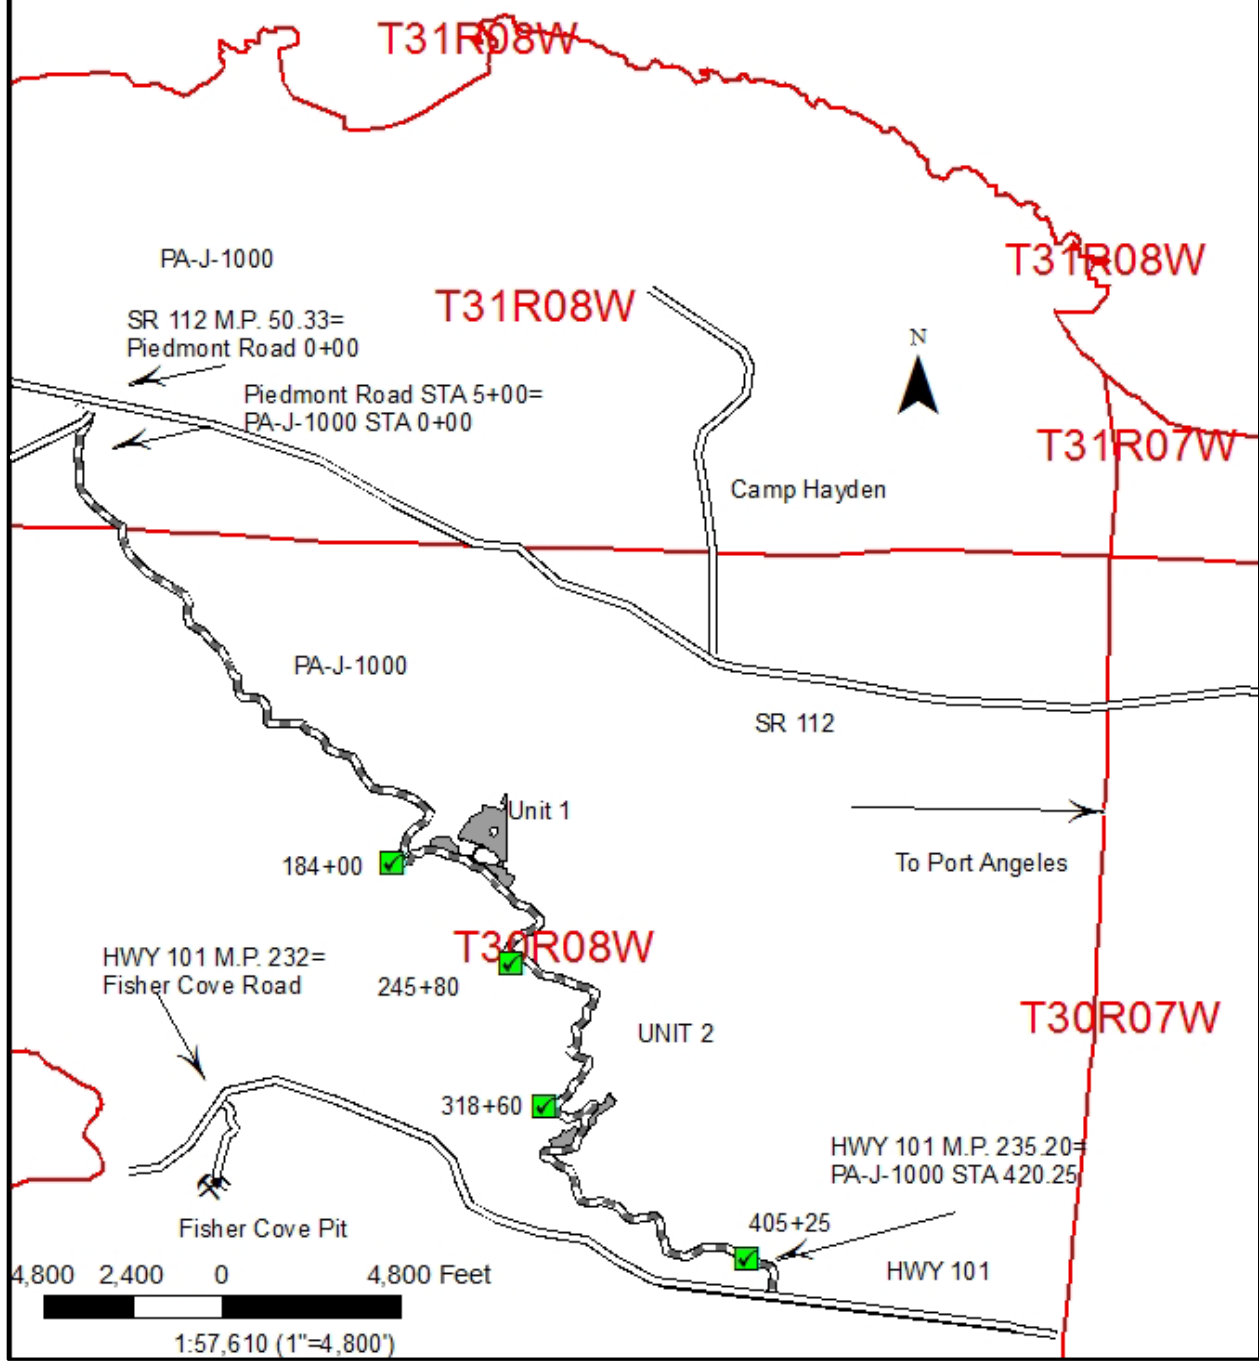 T31R08W
PA-J-1000
T31R08W
T31R08W
SR 112 M.P. 50.33=
Piedmont Road 0+00
N
Piedmont Road STA 5+00=
PA-J-1000 STA 0+00
T31R07W
Camp Hayden
PA-J-1000
SR 112
Unit 1
184+00
To Port Angeles
T30R08W
HWY 101 M.P. 232=
Fisher Cove Road
245+80
T30R07W
UNIT 2
318+60
HWY 101 M.P. 235.20=
PA-J-1000 STA 420.25
Fisher Cove Pit
405+25
HWY 101
4,800 2,400 0 4,800 Feet
1:57,610 (1"=4,800')